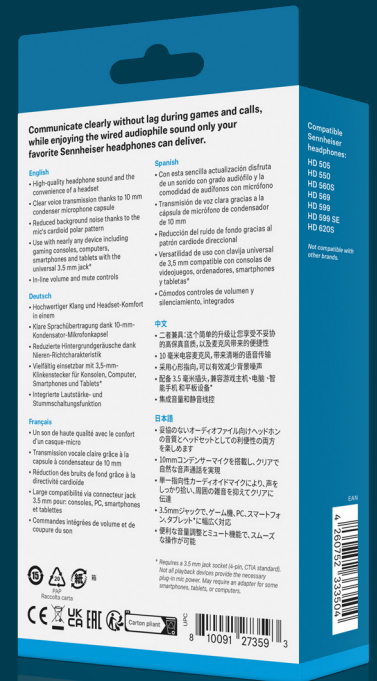 Communicate clearly without lag during games and calls,
while enjoying the wired audiophile sound only your
favorite Sennheiser headphones can deliver.
English
• High-quality headphone sound and the
convenience of a headset
• Clear voice transmission thanks to 10 mm
condenser microphone capsule
• Reduced background noise thanks to the
mic's cardioid polar pattern
• Use with nearly any device including
gaming consoles, computers,
smartphones and tablets with the
universal 3.5 mm jack*
• In-line volume and mute controls
Deutsch
• Hochwertiger Klang und Headset-Komfort
in einem
• Klare Sprachübertragung dank 10-mm-
Kondensator-Mikrofonkapsel
• Reduzierte Hintergrundgeräusche dank
Nieren-Richtcharakteristik
• Vielfältig einsetzbar mit 3,5-mm-
Klinkenstecker für Konsolen, Computer,
Smartphones und Tablets*
• Integrierte Lautstärke- und
Stummschaltungsfunktion
Français
• Un son de haute qualité avec le confort
d'un casque-micro
• Transmission vocale claire grâce à la
capsule à condensateur de 10 mm
• Réduction des bruits de fond grâce à la
directivité cardioïde
• Large compatibilité via connecteur jack
3.5 mm pour: consoles, PC, smartphones
et tablettes
• Commandes intégrées de volume et de
coupure du son
Spanish
• Con esta sencilla actualización disfruta
de un sonido con grado audiófilo y la
comodidad de audífonos con micrófono
• Transmisión de voz clara gracias a la
cápsula de micrófono de condensador
de 10 mm
• Reducción del ruido de fondo gracias al
patrón cardiode direccional
• Versatilidad de uso con clavija universal
de 3,5 mm compatible con consolas de
videojuegos, ordenadores, smartphones
y tabletas*
• Cómodos controles de volumen y
silenciamiento, integrados
中文
• 二者兼具:这个简单的升级让您享受不妥协
的高保真音质, 以及麦克风带来的便捷性
• 10 毫米电容麦克风, 带来清晰的语音传输
• 采用心形指向, 可以有效减少背景噪声
• 配备 3.5 毫米插头, 兼容游戏主机、电脑、智
能手机 和平板设备*
• 集成音量和静音线控
日本語
• 妥協のないオーディオファイル向けヘッドホン
の音質とヘッドセットとしての利便性の両方
を楽しめます
• 10mmコンデンサーマイクを搭載し、クリアで
自然な音声通話を実現
• 単一指向性カーディオイドマイクにより、声を
しっかり拾い、周囲の雑音を抑えてクリアに
伝達
• 3.5mmジャックで、ゲーム機、PC、スマートフォ
ン、タブレット*に幅広く対応
• 便利な音量調整とミュート機能で、スムーズ
な操作が可能
* Requires a 3.5 mm jack socket (4-pin, CTIA standard).
Not all playback devices provide the necessary
plug-in mic power. May require an adapter for some
smartphones, tablets, or computers.
15
20
PAP
Raccolta carta
紙
箱
CE
UK CA
EAC
Carton pliant
UPC
8 10091 27359 3
Compatible
Sennheiser
headphones:
HD 505
HD 550
HD 560S
HD 569
HD 599
HD 599 SE
HD 620S
Not compatible with
other brands.
EAN
4 260752 333504